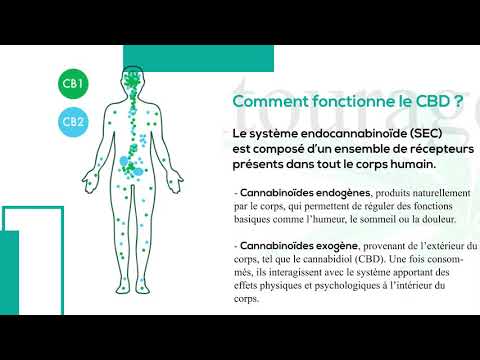 CB1
CB2
Comment fonctionne le CBD ?
Le système endocannabinoïde (SEC)
est composé d'un ensemble de récepteurs
présents dans tout le corps humain.
- Cannabinoïdes endogènes, produits naturellement
par le corps, qui permettent de réguler des fonctions
basiques comme l'humeur, le sommeil ou la douleur.
- Cannabinoïdes exogène, provenant de l'extérieur du
corps, tel que le cannabidiol (CBD). Une fois consom-
més, ils interagissent avec le système apportant des
effets physiques et psychologiques à l'intérieur du
corps.